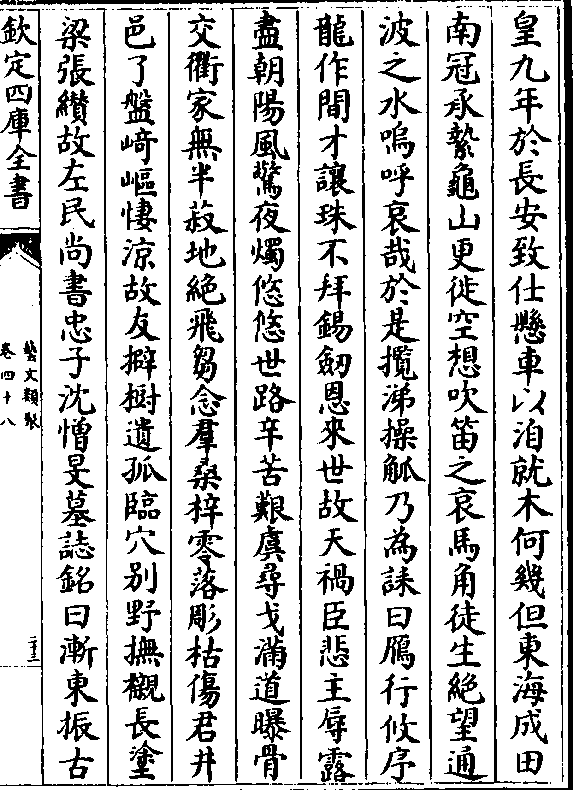 皇九年於長安致仕懸車以洎就木何幾但東海成田
南冠承縶龜山更徙空想吹笛之哀馬角徒生絶望通
波之水嗚呼哀哉於是攬涕操觚乃為誄曰鴈行攸序
龍作間才讓珠不拜錫劒恩來世故天禍臣悲主辱露
盡朝陽風驚夜燭悠悠世路辛苦艱虞尋戈滿道曝骨
交衢家無半菽地絶飛芻念羣桑梓零落彫枯傷君井
邑了盤﨑嶇悽凉故友擗𢷬遺孤臨穴别野撫櫬長塗
梁張纘故左民尚書忠子沈憎旻墓誌銘曰漸東振古
欽定四庫全書
藝文類聚
卷四十八
二十三